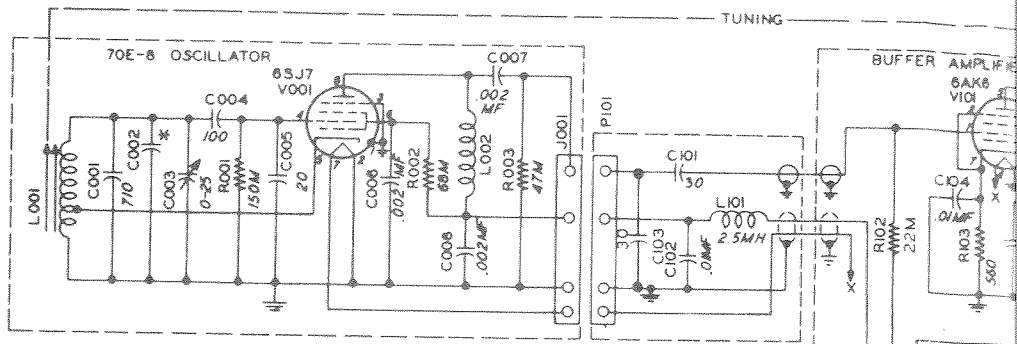 TUNING
70E-8 OSCILLATOR
BUFFER AMPLIFIE
6SJ7
V001
6AK6
V101
C007
.002
MF
C004
100
L001
C001
710
C002
*
C003
0-25
R001
150M
C005
20
C006
.002 MF
R002
68M
L002
R003
47M
C008
.002MF
J001
P101
C101
30
C103
30
C102
.01MF
L101
2.5MH
X
R102
22M
C104
.01MF
R103
560
X